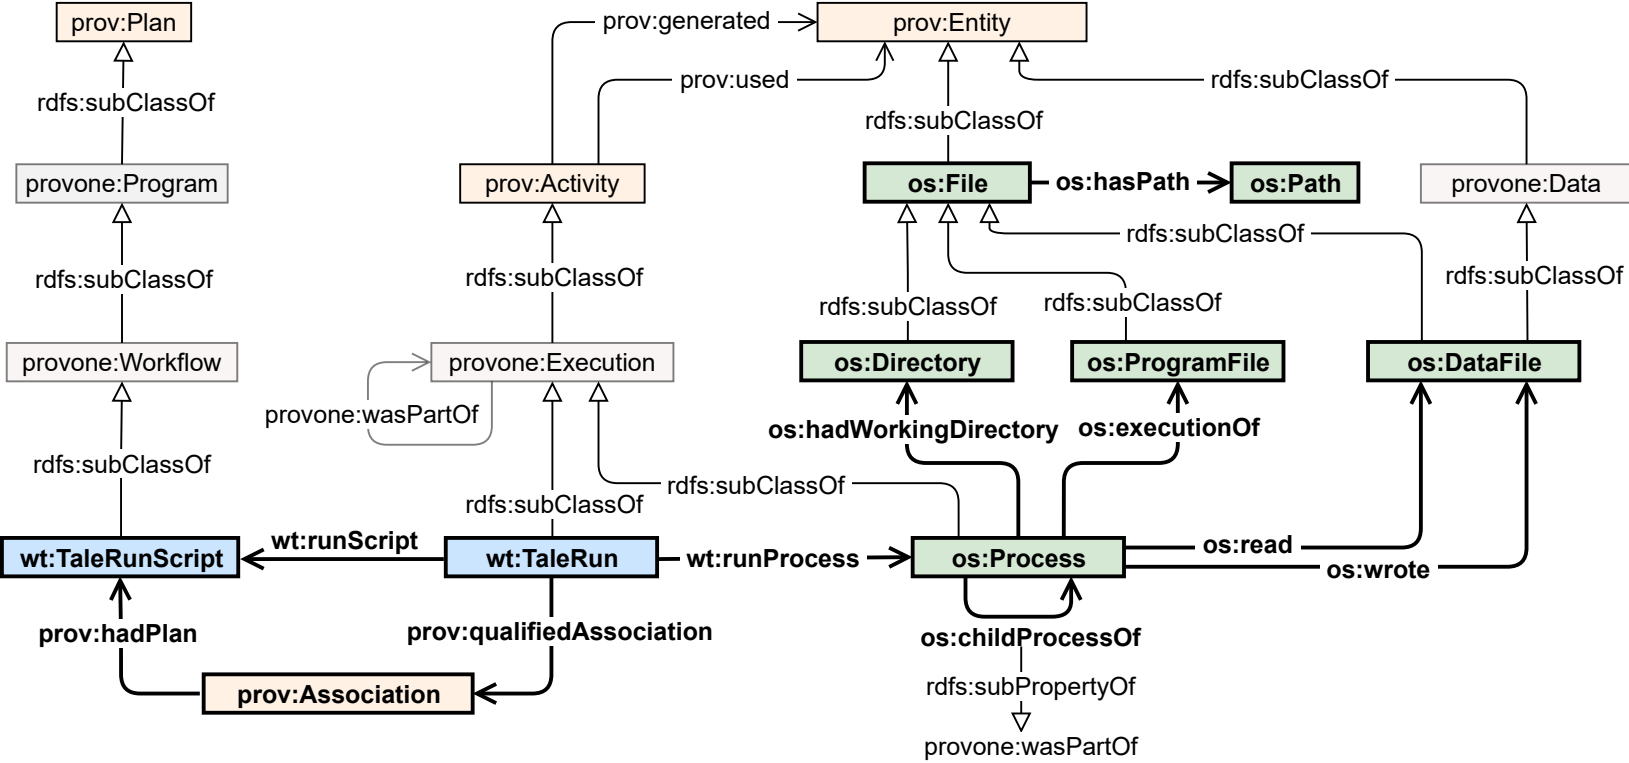 prov:Plan
prov:generated
prov:Entity
prov:used
rdfs:subClassOf
rdfs:subClassOf
rdfs:subClassOf
provone:Program
prov:Activity
os:File
os:hasPath
os:Path
provone:Data
rdfs:subClassOf
rdfs:subClassOf
rdfs:subClassOf
rdfs:subClassOf
rdfs:subClassOf
rdfs:subClassOf
provone:Workflow
provone:Execution
os:Directory
os:ProgramFile
os:DataFile
provone:wasPartOf
os:hadWorkingDirectory
os:executionOf
rdfs:subClassOf
rdfs:subClassOf
rdfs:subClassOf
wt:TaleRunScript
wt:runScript
wt:TaleRun
wt:runProcess
os:Process
os:read
os:wrote
prov:hadPlan
prov:qualifiedAssociation
os:childProcessOf
prov:Association
rdfs:subPropertyOf
provone:wasPartOf